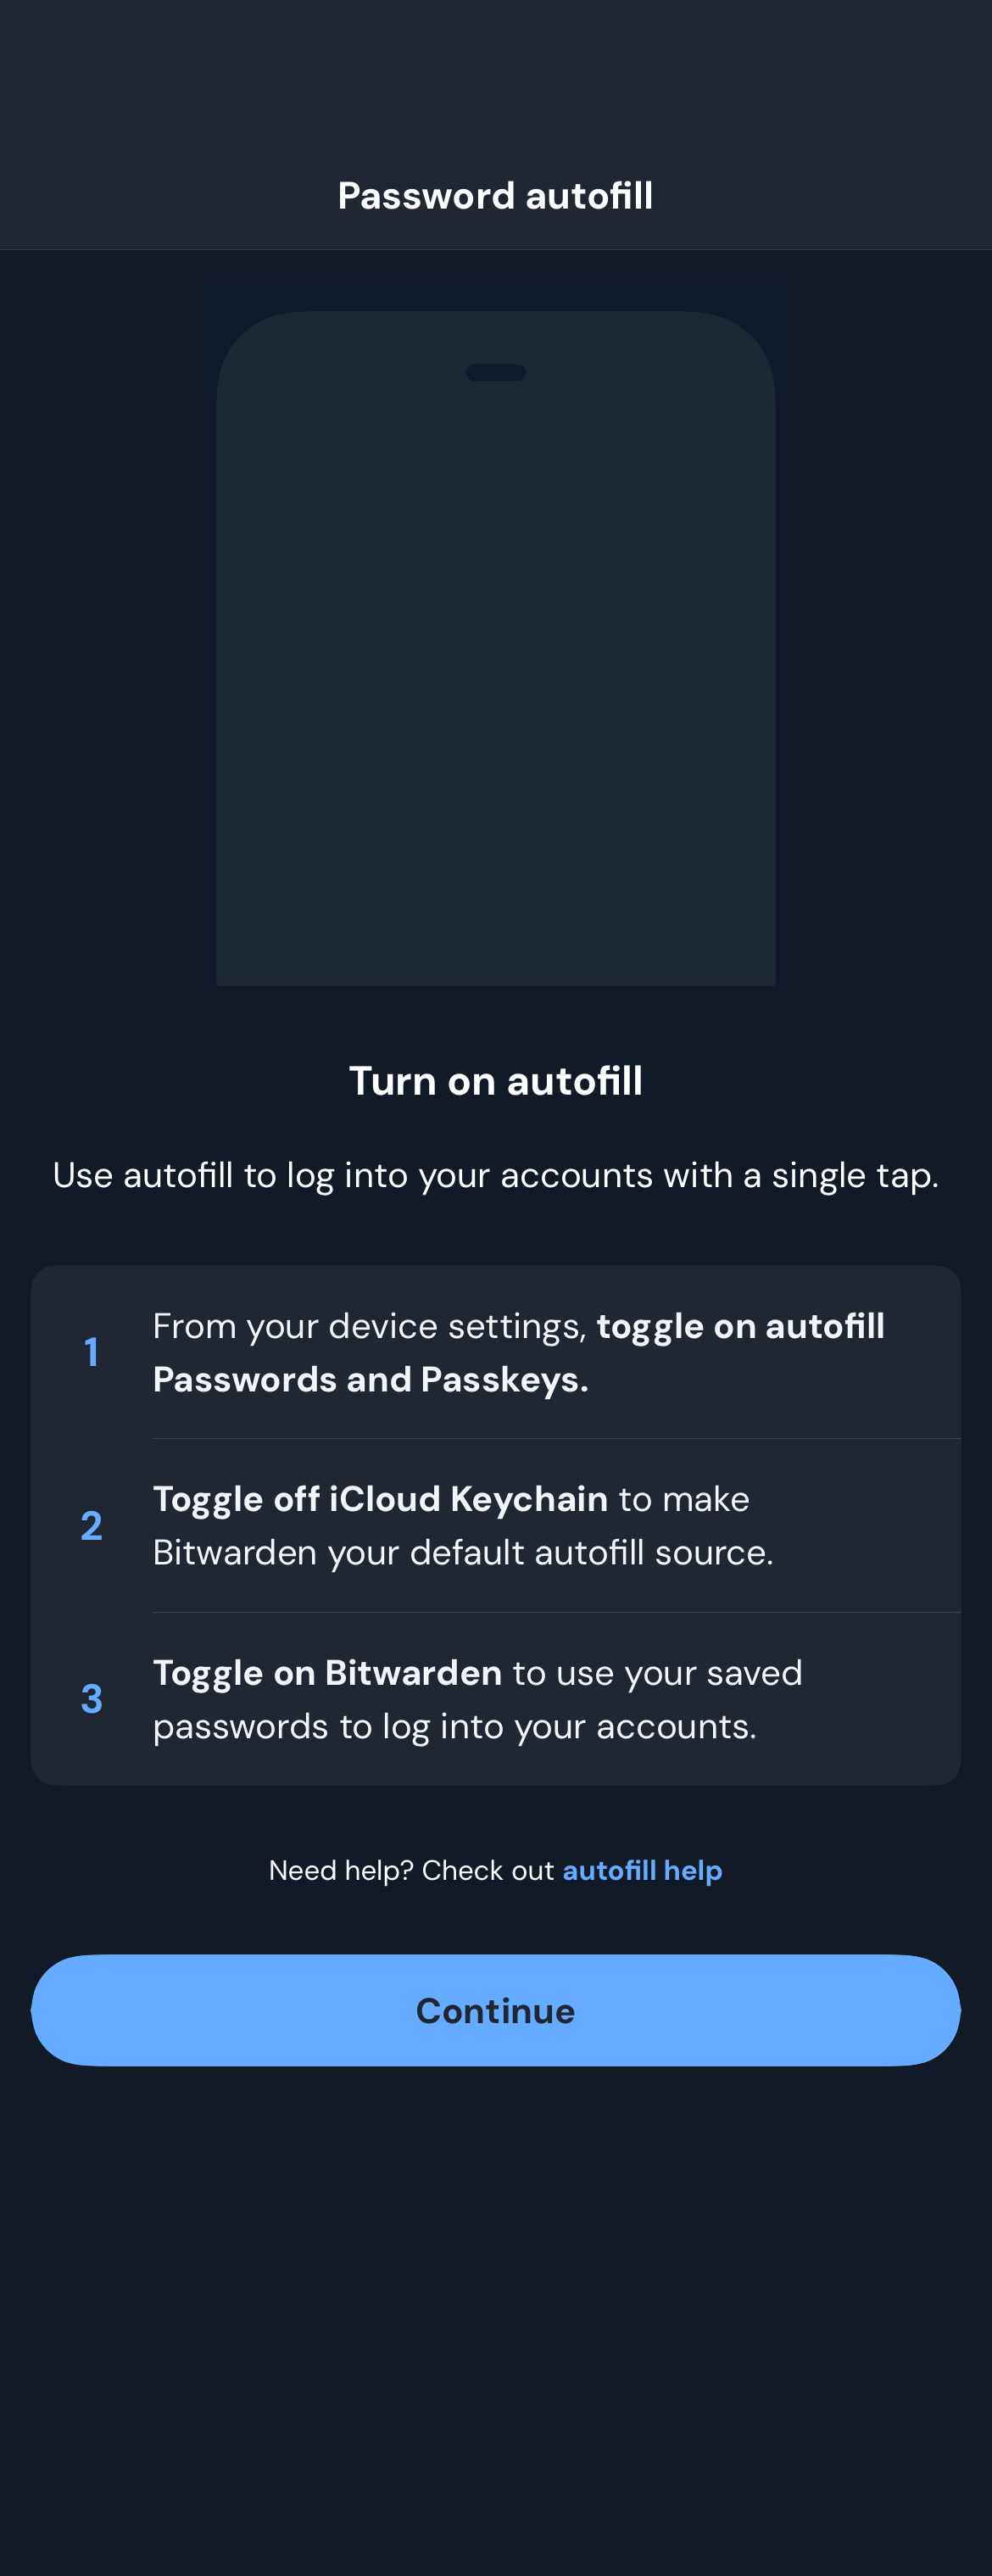 Password autofill
Turn on autofill
Use autofill to log into your accounts with a single tap.
1
From your device settings, toggle on autofill
Passwords and Passkeys.
2
Toggle off iCloud Keychain to make
Bitwarden your default autofill source.
3
Toggle on Bitwarden to use your saved
passwords to log into your accounts.
Need help? Check out autofill help
Continue